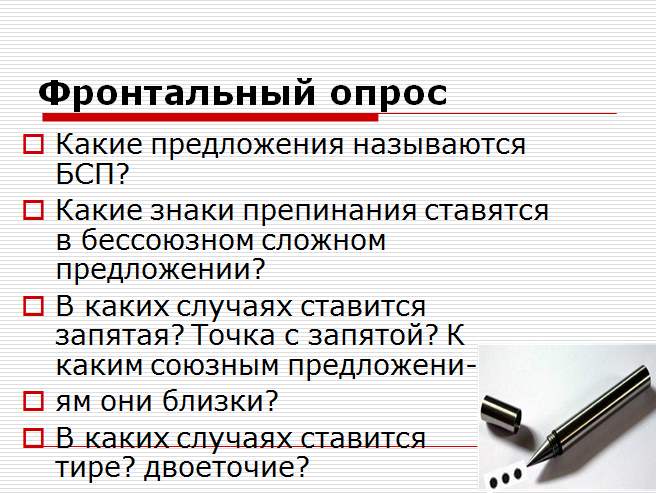 Фронтальный опрос
Какие предложения называются
БСП?
Какие знаки препинания ставятся
в бессоюзном сложном
предложении?
В каких случаях ставится
запятая? Точка с запятой? К
каким союзным предложени-
ям они близки?
В каких случаях ставится
тире? двоеточие?